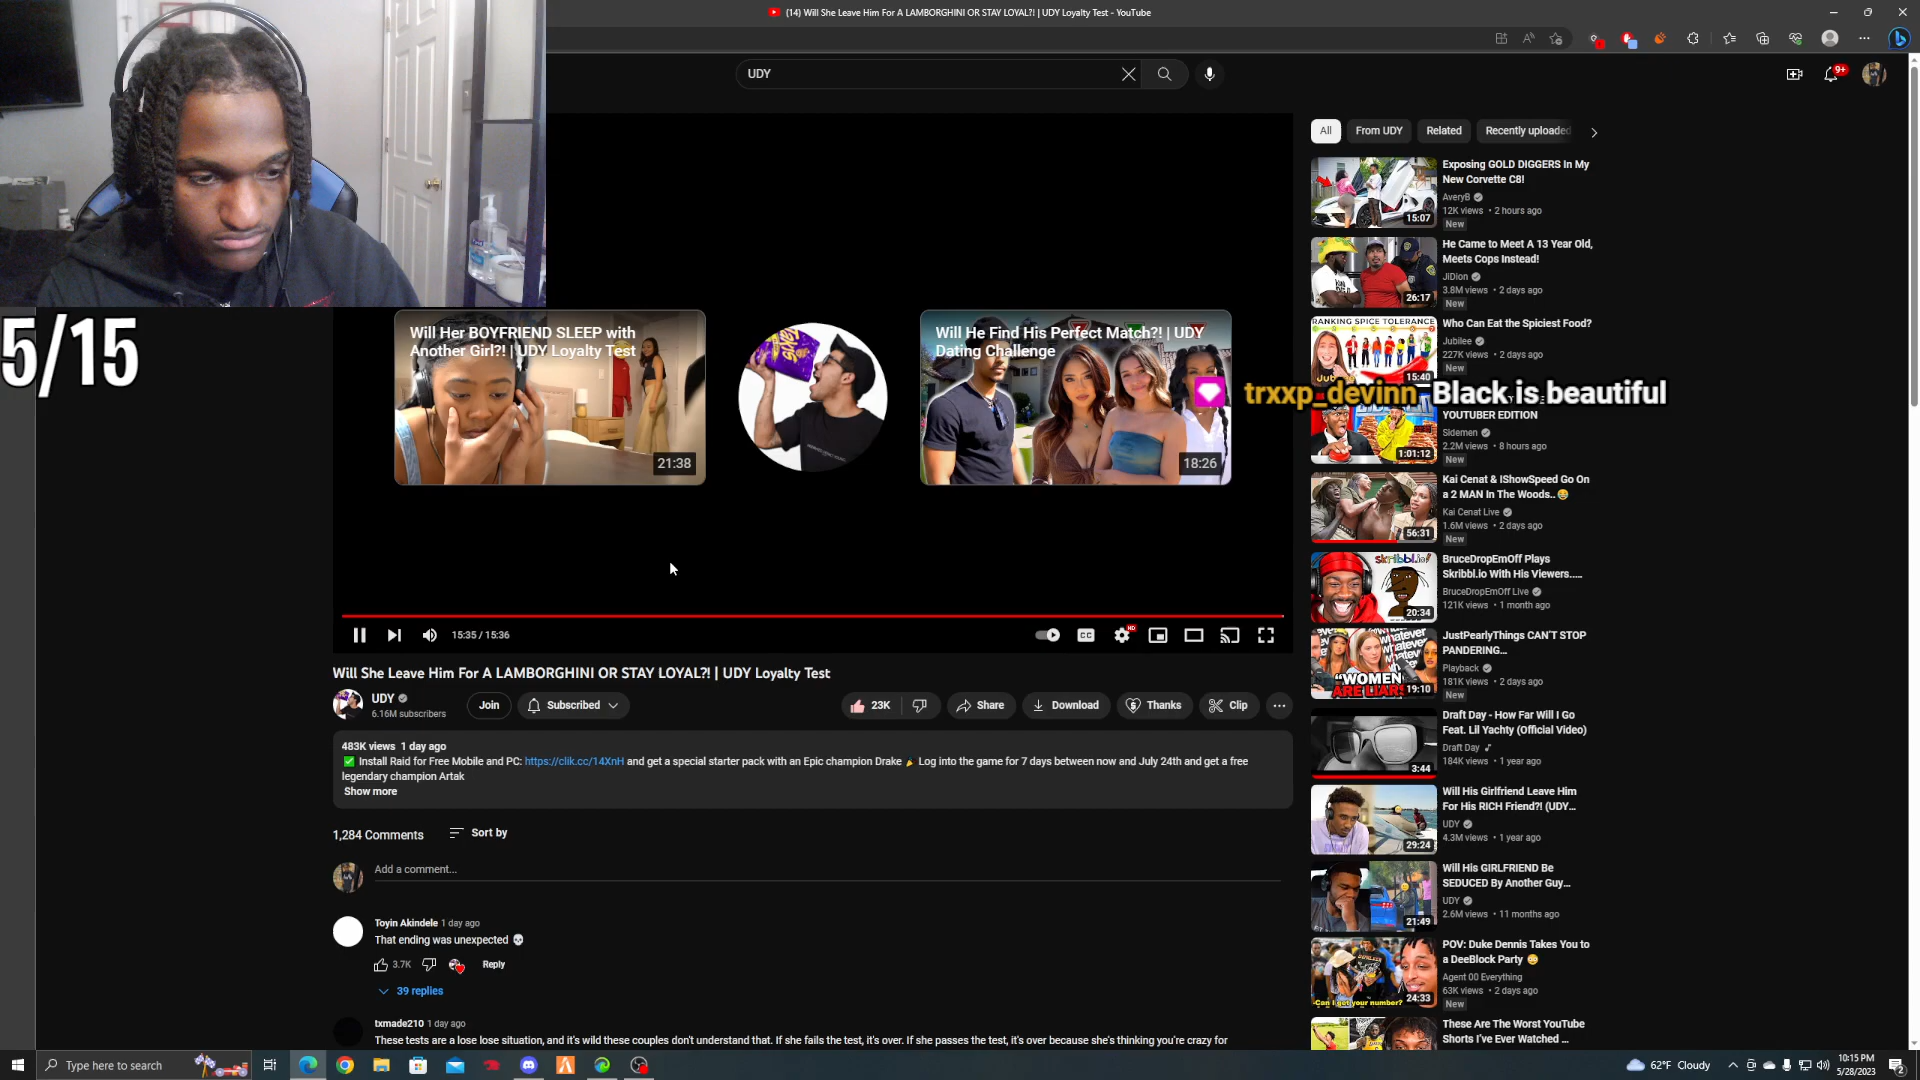 (14) Will She Leave Him For A LAMBORGHINI OR STAY LOYAL?! | UDY Loyalty Test - YouTube
UDY
9+
All
From UDY
Related
Recently uploaded
Exposing GOLD DIGGERS In My
New Corvette C8!
AveryB
12K views • 2 hours ago
New
15:07
He Came to Meet A 13 Year Old,
Meets Cops Instead!
JiDion
3.8M views • 2 days ago
New
26:17
RANKING SPICE TOLERANCE
Who Can Eat the Spiciest Food?
Jubilee
227K views • 2 days ago
New
15:40
5/15
Will Her BOYFRIEND SLEEP with
Another Girl?! | UDY Loyalty Test
21:38
Will He Find His Perfect Match?! | UDY
Dating Challenge
18:26
trxxp_devinn Black is beautiful
YOUTUBER EDITION
Sidemen
2.2M views • 8 hours ago
New
1:01:12
Kai Cenat & IShowSpeed Go On
a 2 MAN In The Woods..😂
Kai Cenat Live
1.6M views • 2 days ago
New
56:31
BruceDropEmOff Plays
Skribbl.io With His Viewers.....
BruceDropEmOff Live
121K views • 1 month ago
skribbl.io
20:34
JustPearlyThings CAN'T STOP
PANDERING...
Playback
181K views • 2 days ago
New
"WOMEN
ARE LIARS"
19:10
Draft Day - How Far Will I Go
Feat. Lil Yachty (Official Video)
Draft Day
184K views • 1 year ago
3:44
Will His Girlfriend Leave Him
For His RICH Friend?! (UDY...
UDY
4.3M views • 1 year ago
29:24
Will His GIRLFRIEND Be
SEDUCED By Another Guy...
UDY
2.6M views • 11 months ago
21:49
POV: Duke Dennis Takes You to
a DeeBlock Party 😳
Agent 00 Everything
63K views • 2 days ago
New
Can I get your number?
24:33
These Are The Worst YouTube
Shorts I've Ever Watched ...
15:35 / 15:36
CC
HD
Will She Leave Him For A LAMBORGHINI OR STAY LOYAL?! | UDY Loyalty Test
UDY
6.16M subscribers
Join
Subscribed
23K
Share
Download
Thanks
Clip
483K views 1 day ago
✅ Install Raid for Free Mobile and PC: https://clik.cc/14XnH and get a special starter pack with an Epic champion Drake 🎉 Log into the game for 7 days between now and July 24th and get a free
legendary champion Artak
Show more
1,284 Comments
Sort by
Add a comment...
Toyin Akindele 1 day ago
That ending was unexpected 💀
3.7K
Reply
39 replies
txmade210 1 day ago
These tests are a lose lose situation, and it's wild these couples don't understand that. If she fails the test, it's over. If she passes the test, it's over because she's thinking you're crazy for
Type here to search
62°F Cloudy
10:15 PM
5/28/2023
2